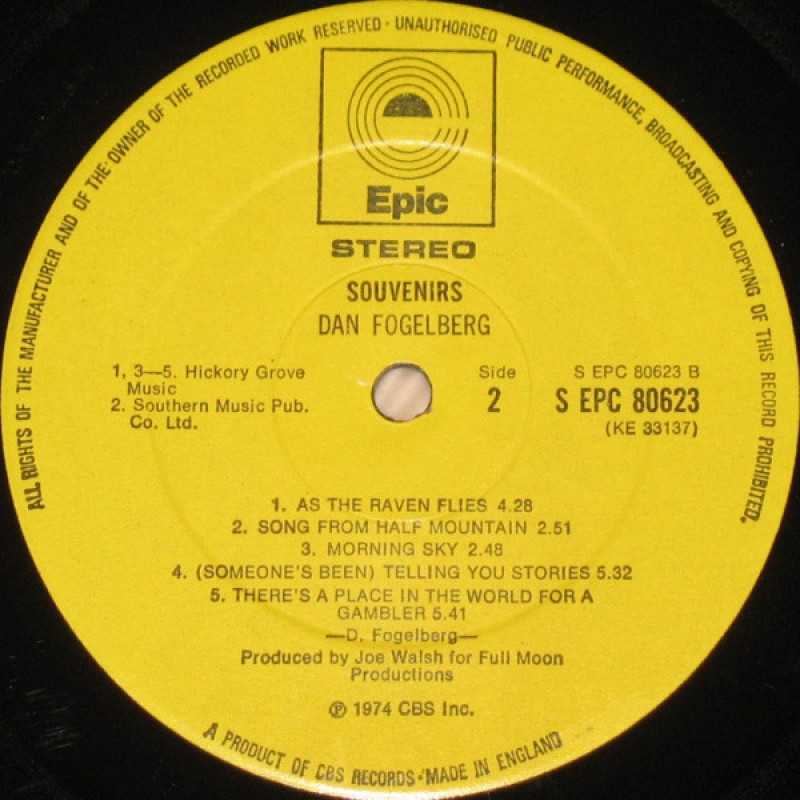 ALL RIGHTS OF THE MANUFACTURER AND OF THE OWNER OF THE RECORDED WORK RESERVED · UNAUTHORISED PUBLIC PERFORMANCE, BROADCASTING AND COPYING OF THIS RECORD PROHIBITED.
Epic
STEREO
SOUVENIRS
DAN FOGELBERG
1, 3—5. Hickory Grove
Music
2. Southern Music Pub.
Co. Ltd.
Side
2
S EPC 80623 B
S EPC 80623
(KE 33137)
1. AS THE RAVEN FLIES 4.28
2. SONG FROM HALF MOUNTAIN 2.51
3. MORNING SKY 2.48
4. (SOMEONE'S BEEN) TELLING YOU STORIES 5.32
5. THERE'S A PLACE IN THE WORLD FOR A
GAMBLER 5.41
—D. Fogelberg—
Produced by Joe Walsh for Full Moon
Productions
℗ 1974 CBS Inc.
A PRODUCT OF CBS RECORDS · MADE IN ENGLAND